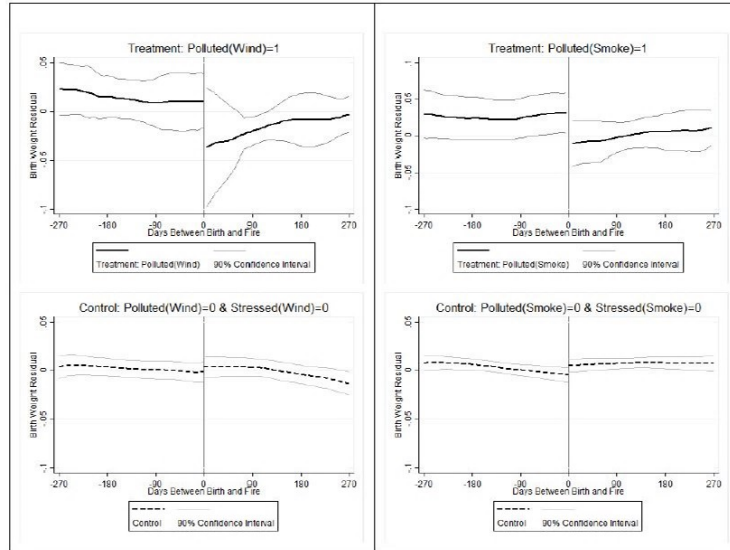 Treatment: Polluted(Wind)=1
Birth Weight Residual
.05
0
-.05
-.1
-270 -180 -90 0 90 180 270
Days Between Birth and Fire
Treatment: Polluted(Wind) 90% Confidence Interval
Treatment: Polluted(Smoke)=1
Birth Weight Residual
.1
.05
0
-.05
-.1
-270 -180 -90 0 90 180 270
Days Between Birth and Fire
Treatment: Polluted(Smoke) 90% Confidence Interval
Control: Polluted(Wind)=0 & Stressed(Wind)=0
Birth Weight Residual
.05
0
-.05
-.1
-270 -180 -90 0 90 180 270
Days Between Birth and Fire
Control 90% Confidence Interval
Control: Polluted(Smoke)=0 & Stressed(Smoke)=0
Birth Weight Residual
.05
0
-.05
-.1
-270 -180 -90 0 90 180 270
Days Between Birth and Fire
Control 90% Confidence Interval